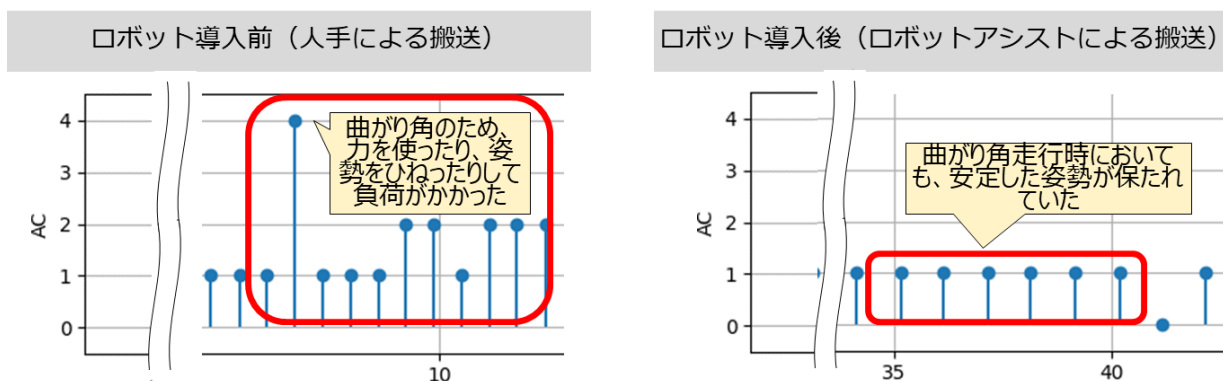 ロボット導入前（人手による搬送）
ロボット導入後（ロボットアシストによる搬送）
4
3
2
1
0
AC
10
曲がり角のため、
力を使ったり、姿
勢をひねったりして
負荷がかかった
4
3
2
1
0
AC
35
40
曲がり角走行時において
も、安定した姿勢が保たれ
ていた